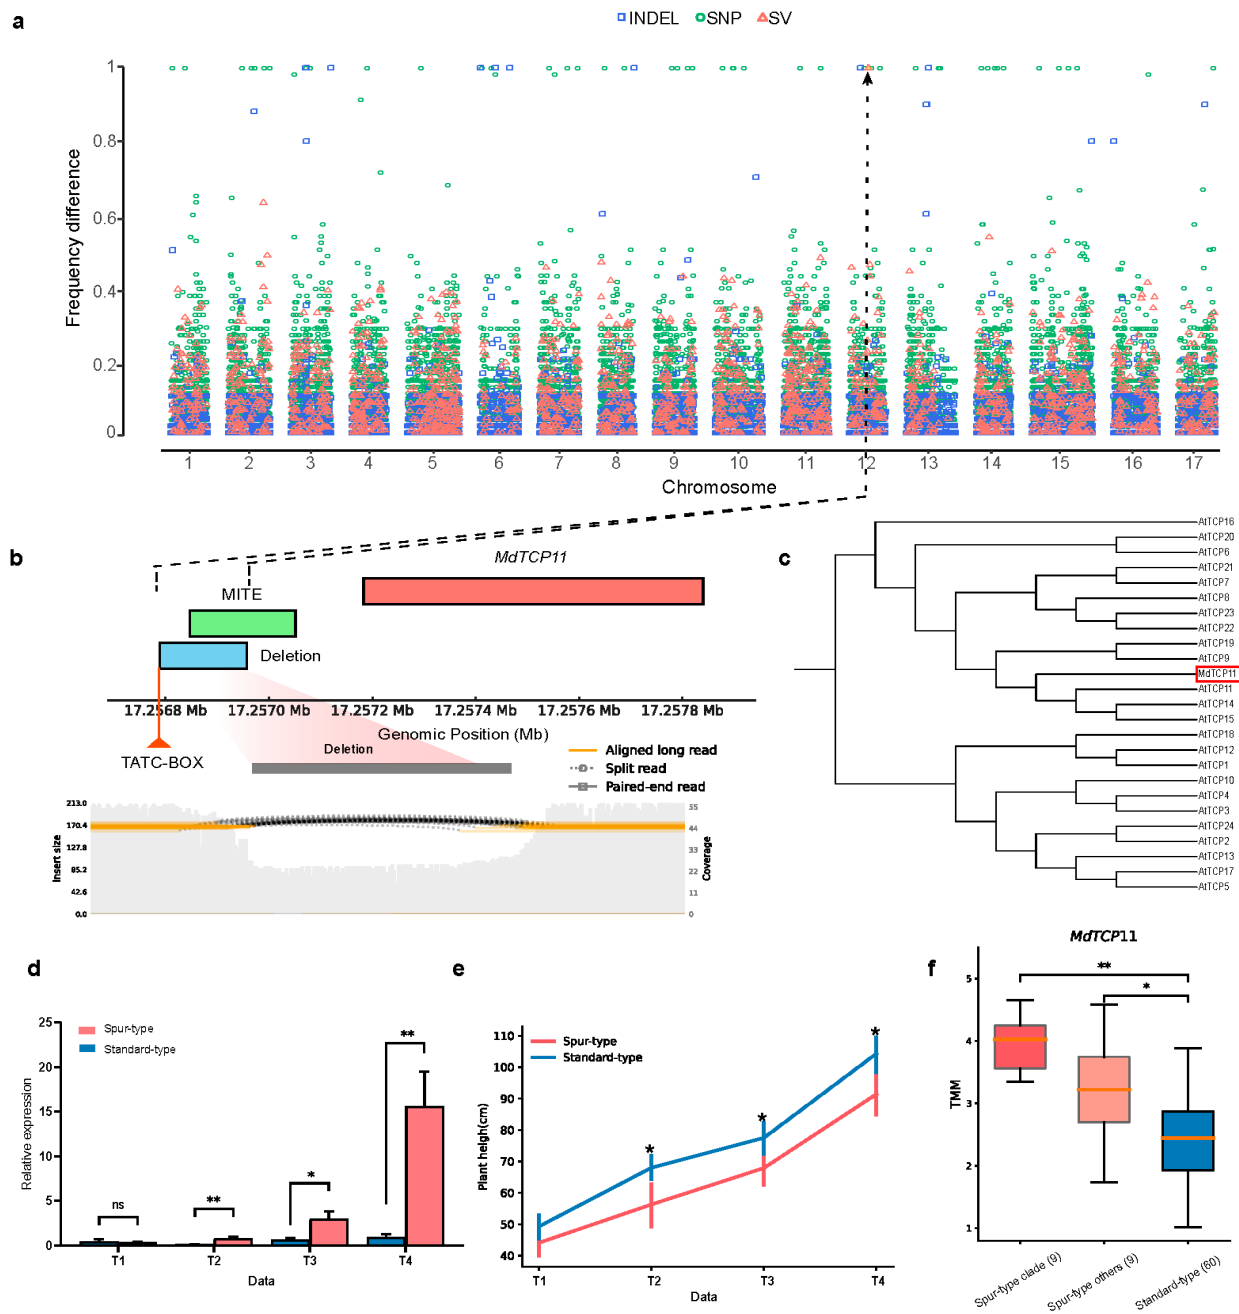 a
INDEL SNP SV
Frequency difference
1
0.8
0.6
0.4
0.2
0
1 2 3 4 5 6 7 8 9 10 11 12 13 14 15 16 17
Chromosome
b
MdTCP11
MITE
Deletion
17.2568 Mb 17.2570 Mb 17.2572 Mb 17.2574 Mb 17.2576 Mb 17.2578 Mb
Genomic Position (Mb)
TATC-BOX
Deletion
Aligned long read
Split read
Paired-end read
Insert size
213.0
170.4
127.8
85.2
42.6
0.0
55
44
33
22
11
0
Coverage
c
AtTCP16
AtTCP20
AtTCP6
AtTCP21
AtTCP7
AtTCP8
AtTCP23
AtTCP22
AtTCP19
AtTCP9
MdTCP11
AtTCP11
AtTCP14
AtTCP15
AtTCP18
AtTCP12
AtTCP1
AtTCP10
AtTCP4
AtTCP3
AtTCP24
AtTCP2
AtTCP13
AtTCP17
AtTCP5
d
Spur-type
Standard-type
Relative expression
25
20
15
10
5
0
ns
**
*
**
T1 T2 T3 T4
Data
e
Spur-type
Standard-type
Plant heigh(cm)
110
100
90
80
70
60
50
40
*
*
*
T1 T2 T3 T4
Data
f
MdTCP11
**
*
TMM
5
4
3
2
1
Spur-type clade (9)
Spur-type others (9)
Standard-type (60)